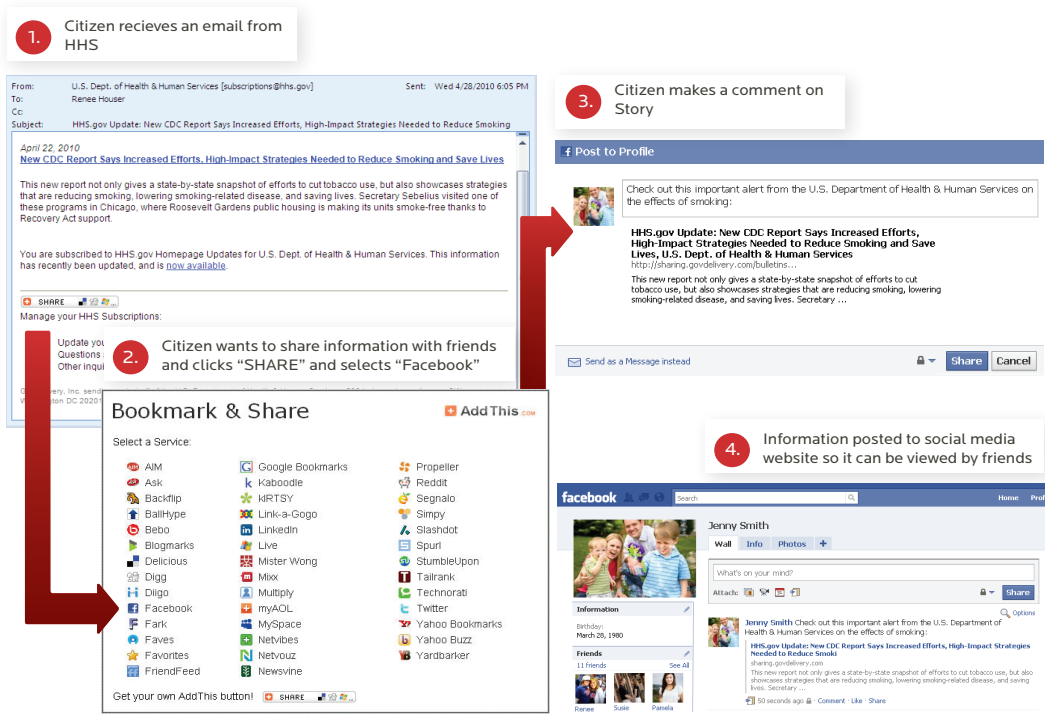 1.
Citizen recieves an email from
HHS
From: U.S. Dept. of Health & Human Services [subscriptions@hhs.gov] Sent: Wed 4/28/2010 6:05 PM
To: Renee Houser
Cc:
Subject: HHS.gov Update: New CDC Report Says Increased Efforts, High-Impact Strategies Needed to Reduce Smoking
April 22, 2010
New CDC Report Says Increased Efforts, High-Impact Strategies Needed to Reduce Smoking and Save Lives
This new report not only gives a state-by-state snapshot of efforts to cut tobacco use, but also showcases strategies
that are reducing smoking, lowering smoking-related disease, and saving lives. Secretary Sebelius visited one of
these programs in Chicago, where Roosevelt Gardens public housing is making its units smoke-free thanks to
Recovery Act support.
You are subscribed to HHS.gov Homepage Updates for U.S. Dept. of Health & Human Services. This information
has recently been updated, and is now available.
SHARE
Manage your HHS Subscriptions:
Update you
Questions
Other inqui
2.
Citizen wants to share information with friends
and clicks “SHARE” and selects “Facebook”
Bookmark & Share
AddThis.COM
Select a Service:
AIM
Ask
Backflip
BallHype
Bebo
Blogmarks
Delicious
Digg
Diigo
Facebook
Fark
Faves
Favorites
FriendFeed
Google Bookmarks
Kaboodle
kIRTSY
Link-a-Gogo
LinkedIn
Live
Mister Wong
Mixx
Multiply
myAOL
MySpace
Netvibes
Netvouz
Newsvine
Propeller
Reddit
Segnalo
Simpy
Slashdot
Spurl
StumbleUpon
Tailrank
Technorati
Twitter
Yahoo Bookmarks
Yahoo Buzz
Yardbarker
Get your own AddThis button! SHARE
3.
Citizen makes a comment on
Story
Post to Profile
Check out this important alert from the U.S. Department of Health & Human Services on
the effects of smoking:
HHS.gov Update: New CDC Report Says Increased Efforts,
High-Impact Strategies Needed to Reduce Smoking and Save
Lives, U.S. Dept. of Health & Human Services
http://sharing.govdelivery.com/bulletins...
This new report not only gives a state-by-state snapshot of efforts to cut
tobacco use, but also showcases strategies that are reducing smoking, lowering
smoking-related disease, and saving lives. Secretary ...
Send as a Message instead
Share Cancel
4.
Information posted to social media
website so it can be viewed by friends
facebook Search Home Prof
Jenny Smith
Wall Info Photos +
What's on your mind?
Attach: Share
Options
Information
Birthday:
March 28, 1980
Friends
11 friends See All
Renee Susie Pamela
Jenny Smith Check out this important alert from the U.S. Department of
Health & Human Services on the effects of smoking:
HHS.gov Update: New CDC Report Says Increased Efforts, High-Impact Strategies
Needed to Reduce Smoki
sharing.govdelivery.com
This new report not only gives a state-by-state snapshot of efforts to cut tobacco use, but also
showcases strategies that are reducing smoking, lowering smoking-related disease, and saving
lives. Secretary ...
50 seconds ago · Comment · Like · Share